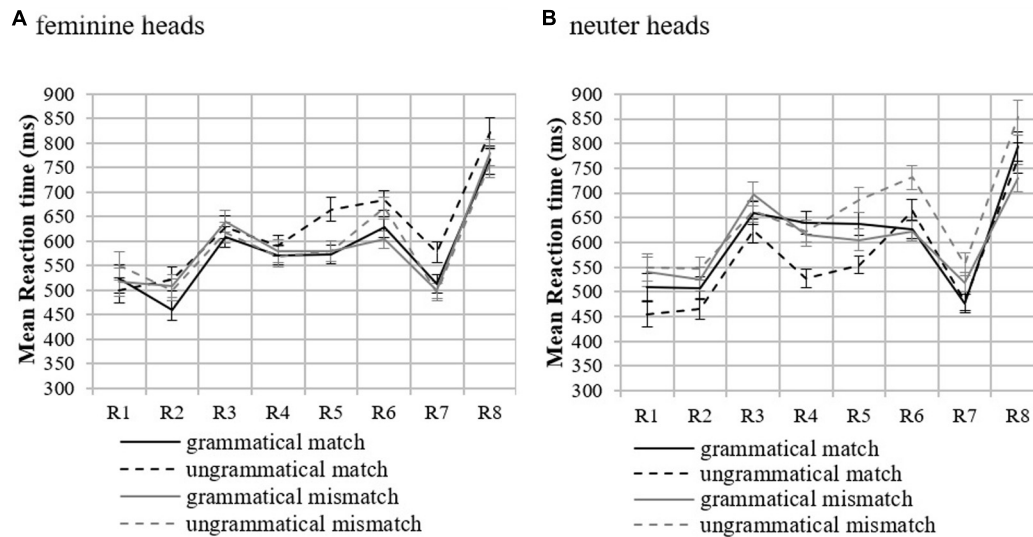 A feminine heads
Mean Reaction time (ms)
900
850
800
750
700
650
600
550
500
450
400
350
300
R1 R2 R3 R4 R5 R6 R7 R8
grammatical match
ungrammatical match
grammatical mismatch
ungrammatical mismatch
B neuter heads
Mean Reaction time (ms)
900
850
800
750
700
650
600
550
500
450
400
350
300
R1 R2 R3 R4 R5 R6 R7 R8
grammatical match
ungrammatical match
grammatical mismatch
ungrammatical mismatch